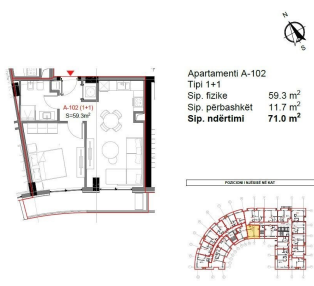 N
Apartamenti A-102
Tipi 1+1
Sip. fizike 59.3 m²
Sip. përbashkët 11.7 m²
Sip. ndërtimi 71.0 m²
A-102 (1+1)
S=59.3m²
POZICIONI I NJESISË NË KAT